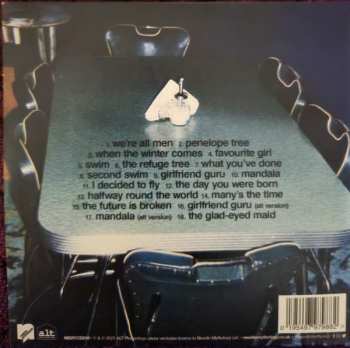 1. we're all men 2. penelope tree
3. when the winter comes 4. favourite girl
5. swim 6. the refuge tree 7. what you've done
8. second swim 9. girlfriend guru 10. mandala
11. I decided to fly 12. the day you were born
13. halfway round the world 14. many's the time
15. the future is broken 16. girlfriend guru (alt version)
17. mandala (alt version) 18. the glad-eyed maid
alt